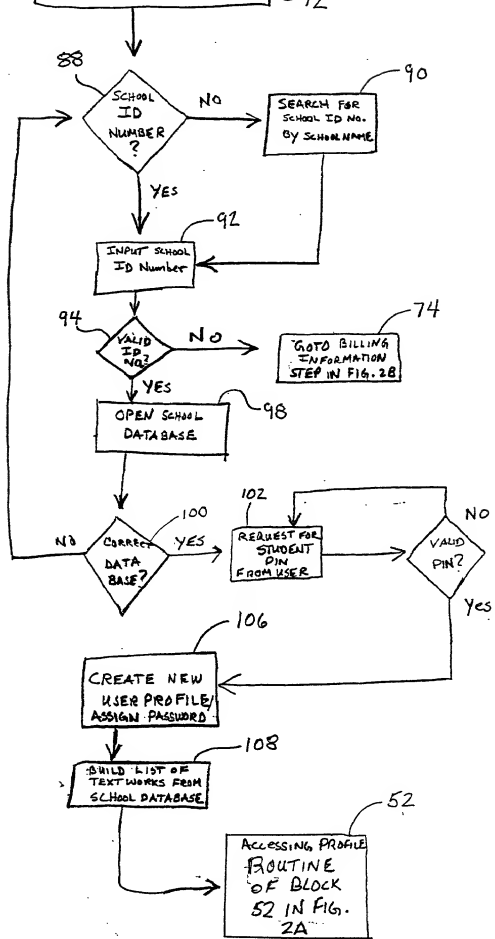 88
SCHOOL
ID
NUMBER
?
NO
90
SEARCH FOR
SCHOOL ID NO.
BY SCHOOL NAME
YES
92
INPUT SCHOOL
ID Number
94
VALID
ID
NO?
NO
74
GOTO BILLING
INFORMATION
STEP IN FIG. 2B
YES
98
OPEN SCHOOL
DATABASE
100
NO
CORRECT
DATA
BASE?
YES
102
REQUEST FOR
STUDENT
PIN
FROM USER
NO
VALID
PIN?
Yes
106
CREATE NEW
USER PROFILE/
ASSIGN PASSWORD
108
BUILD LIST OF
TEXTWORKS FROM
SCHOOL DATABASE
52
ACCESSING PROFILE
ROUTINE
OF BLOCK
52 IN FIG.
2A